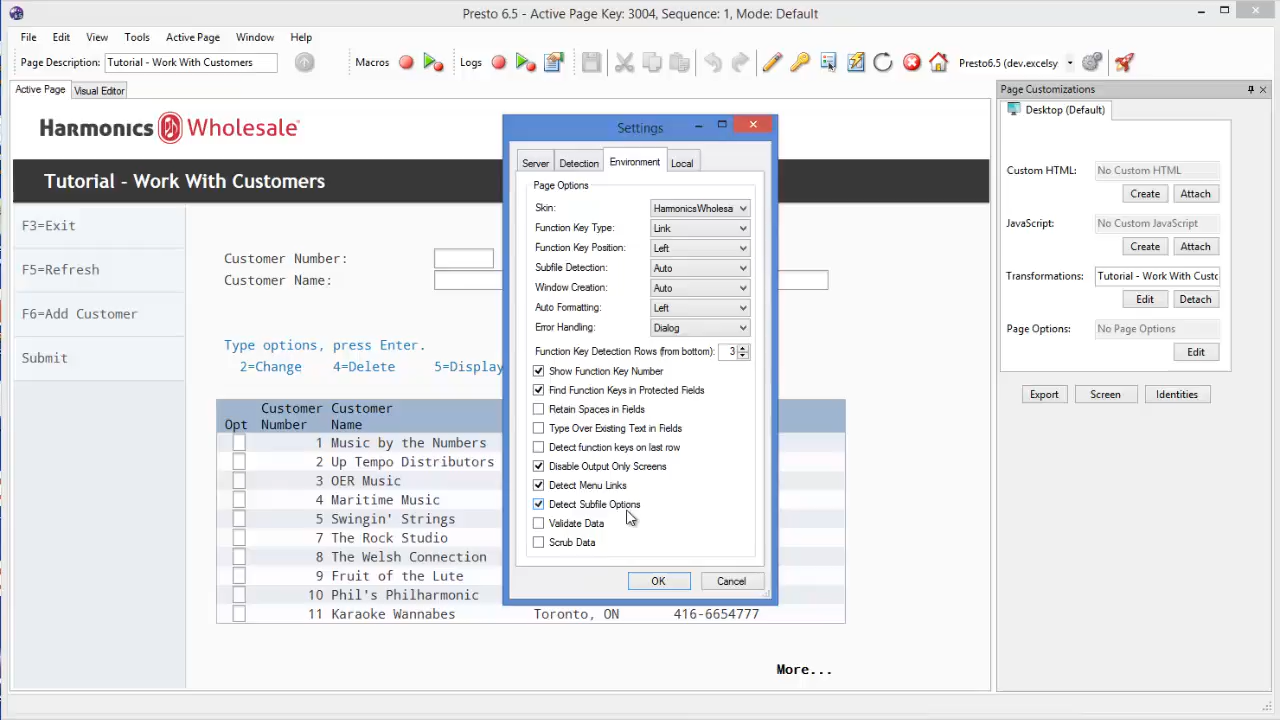 Presto 6.5 - Active Page Key: 3004, Sequence: 1, Mode: Default
File Edit View Tools Active Page Window Help
Page Description: Tutorial - Work With Customers Macros Logs Presto6.5 (dev.excelsy
Active Page Visual Editor
Harmonics Wholesale
Tutorial - Work With Customers
F3=Exit
F5=Refresh
F6=Add Customer
Submit
Customer Number:
Customer Name:
Type options, press Enter.
2=Change 4=Delete 5=Display
Opt Customer Number Customer Name
1 Music by the Numbers
2 Up Tempo Distributors
3 OER Music
4 Maritime Music
5 Swingin' Strings
7 The Rock Studio
8 The Welsh Connection
9 Fruit of the Lute
10 Phil's Philharmonic
11 Karaoke Wannabes Toronto, ON 416-6654777
More...
Settings
Server Detection Environment Local
Page Options
Skin: HarmonicsWholesa
Function Key Type: Link
Function Key Position: Left
Subfile Detection: Auto
Window Creation: Auto
Auto Formatting: Left
Error Handling: Dialog
Function Key Detection Rows (from bottom): 3
Show Function Key Number
Find Function Keys in Protected Fields
Retain Spaces in Fields
Type Over Existing Text in Fields
Detect function keys on last row
Disable Output Only Screens
Detect Menu Links
Detect Subfile Options
Validate Data
Scrub Data
OK Cancel
Page Customizations
Desktop (Default)
Custom HTML: No Custom HTML
Create Attach
JavaScript: No Custom JavaScript
Create Attach
Transformations: Tutorial - Work With Custo
Edit Detach
Page Options: No Page Options
Edit
Export Screen Identities